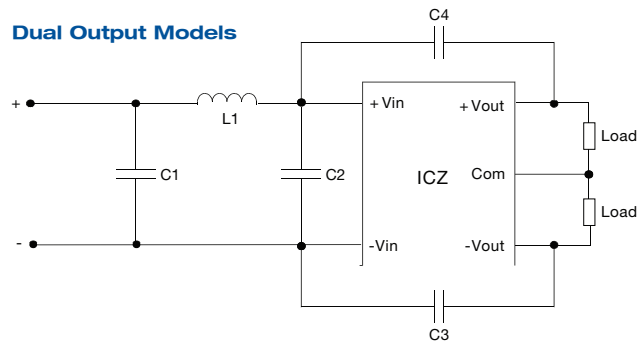 C4
Dual Output Models
+
L1
+ Vin
+ Vout
Load
C1
C2
ICZ
Com
Load
-
-Vin
-Vout
C3